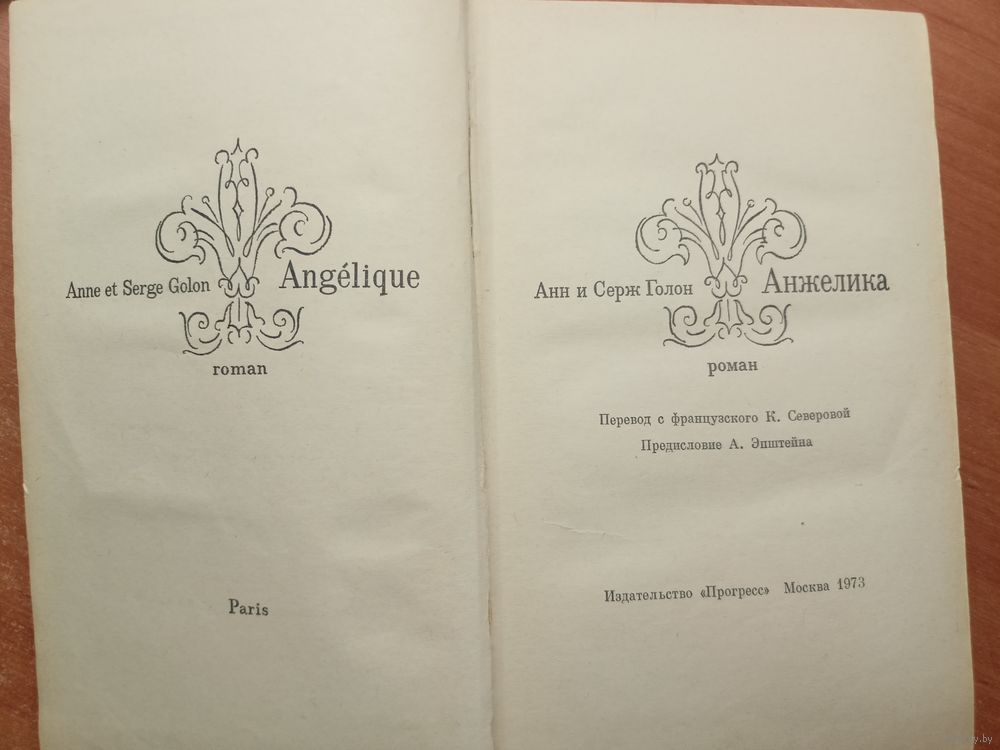 Anne et Serge Golon Angélique
roman
Paris
Анн и Серж Голон Анжелика
роман
Перевод с французского К. Северовой
Предисловие А. Эпштейна
Издательство «Прогресс» Москва 1973